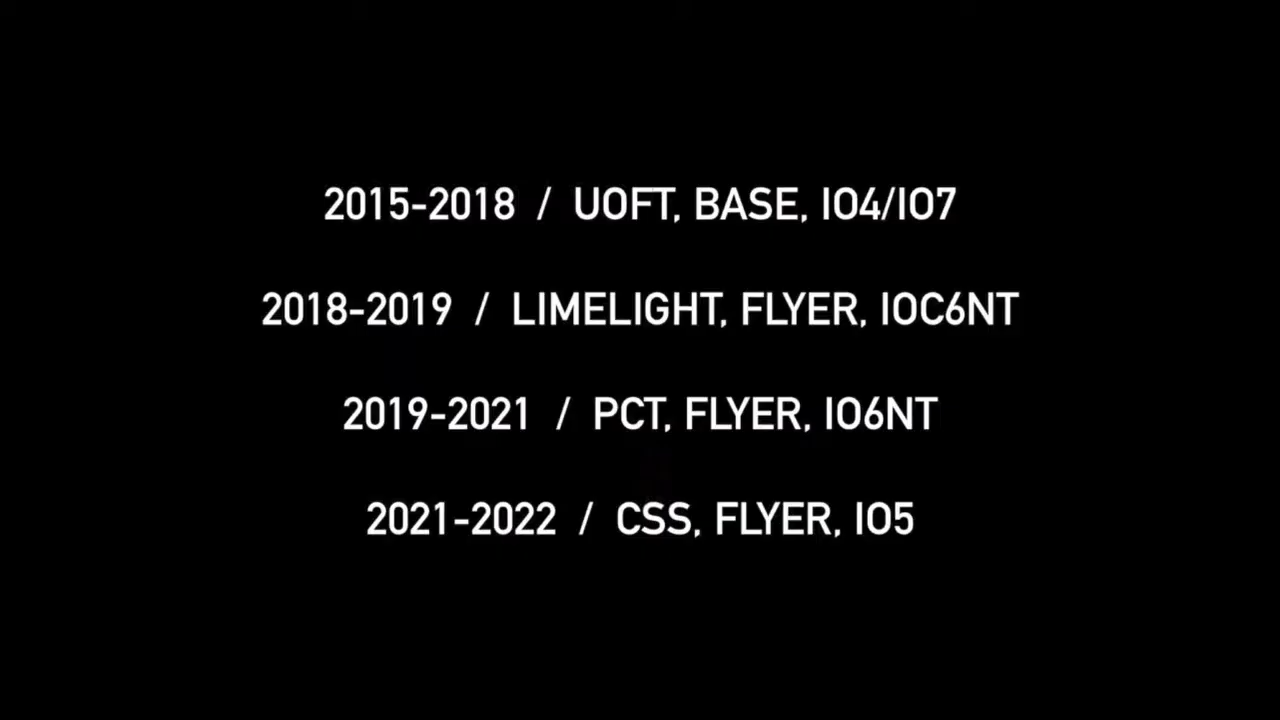 2015-2018 / UOFT, BASE, IO4/IO7
2018-2019 / LIMELIGHT, FLYER, IOC6NT
2019-2021 / PCT, FLYER, IO6NT
2021-2022 / CSS, FLYER, IO5